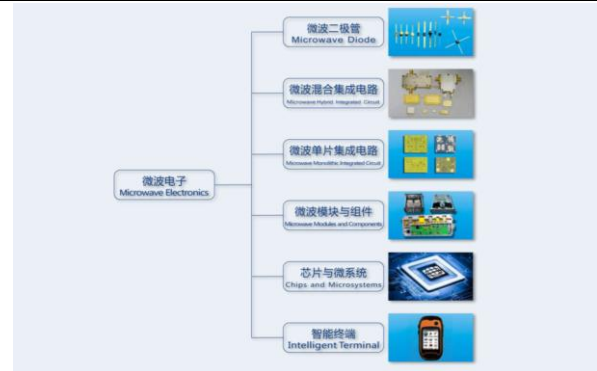 微波二极管
Microwave Diode
微波混合集成电路
Microwave Hybrid Integrated Circuit
微波单片集成电路
Microwave Monolithic Integrated Circuit
微波电子
Microwave Electronics
微波模块与组件
Microwave Modules and Components
芯片与微系统
Chips and Microsystems
智能终端
Intelligent Terminal